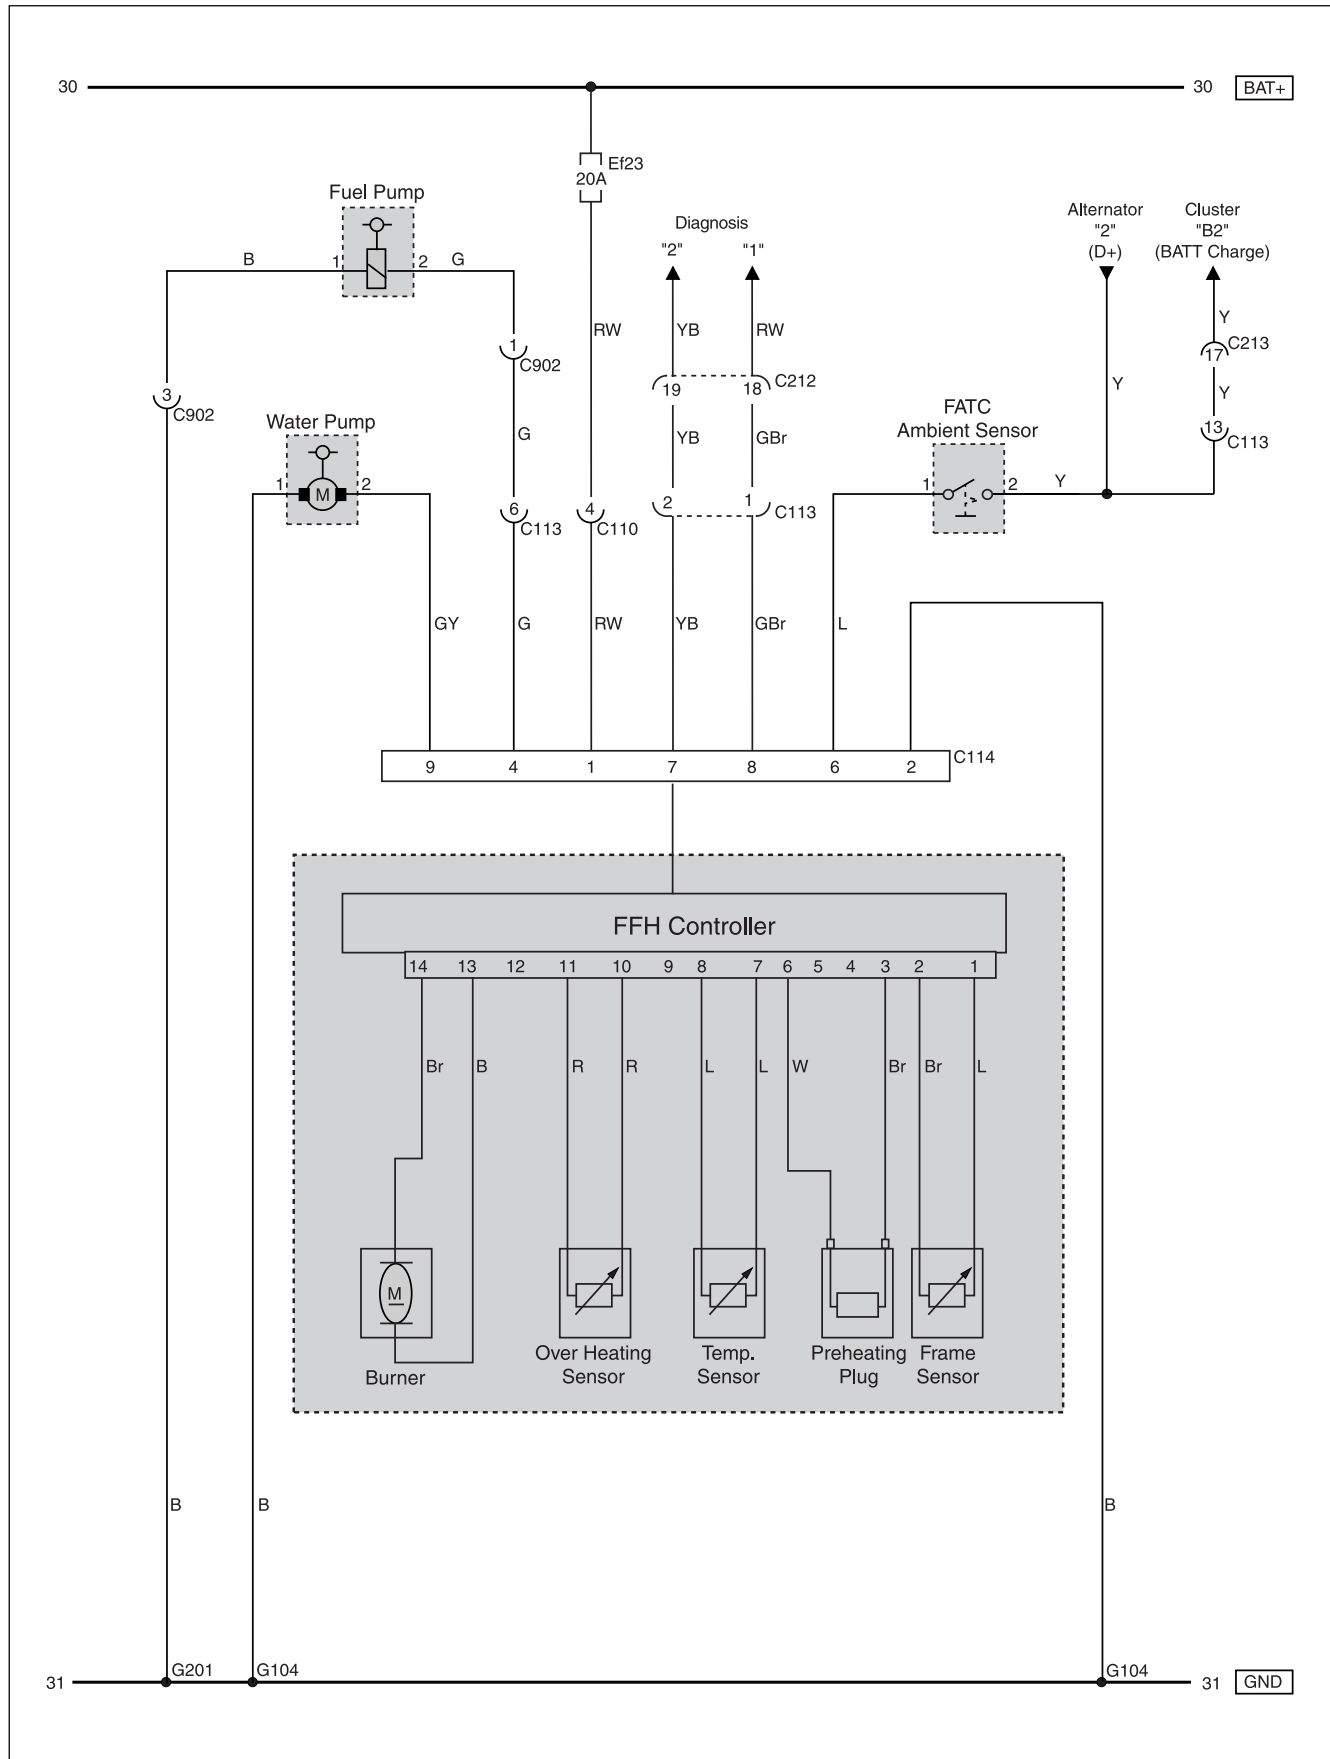 30
30 BAT+
Ef23
20A
Fuel Pump
Diagnosis
"2" "1"
Alternator
"2"
(D+)
Cluster
"B2"
(BATT Charge)
B 1 2 G
RW YB RW Y
17 C213
1
C902
19 18 C212
Y Y
3
C902
FATC
Ambient Sensor
13
C113
Water Pump
G YB GBr
1 M 2
1 2 Y
6
C113
4
C110
2 1 C113
GY G RW YB GBr L
C114
9 4 1 7 8 6 2
FFH Controller
14 13 12 11 10 9 8 7 6 5 4 3 2 1
Br B R R L L W Br Br L
M
Burner
Over Heating
Sensor
Temp.
Sensor
Preheating
Plug
Frame
Sensor
B B B
G201 G104 G104
31
31 GND